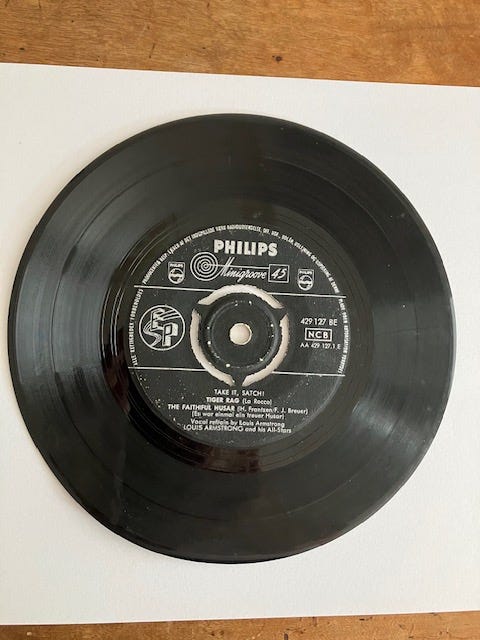 PHILIPS
Minigroove 45
PHILIPS
PHILIPS
429 127 BE
NCB
AA 429 127.1 E
TAKE IT, SATCH!
TIGER RAG (La Rocca)
THE FAITHFUL HUSAR (H. Frantzen/F. J. Breuer)
(Es war einmal ein treuer Husar)
Vocal refrain by Louis Armstrong
LOUIS ARMSTRONG and his All-Stars